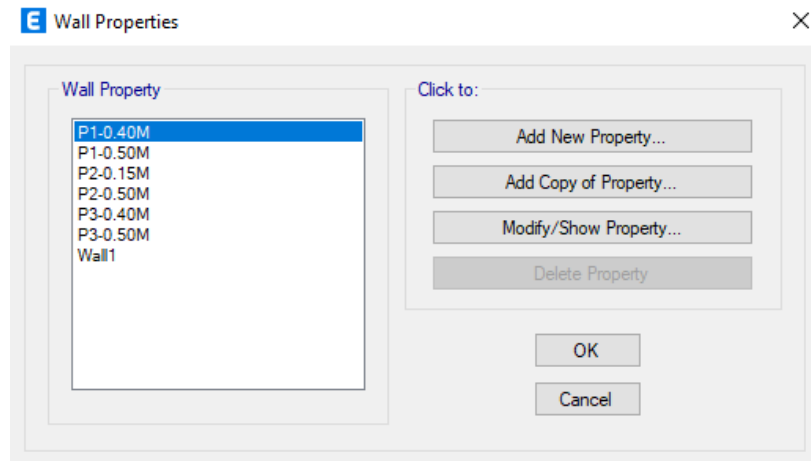 E Wall Properties
Wall Property
P1-0.40M
P1-0.50M
P2-0.15M
P2-0.50M
P3-0.40M
P3-0.50M
Wall1
Click to:
Add New Property...
Add Copy of Property...
Modify/Show Property...
Delete Property
OK
Cancel